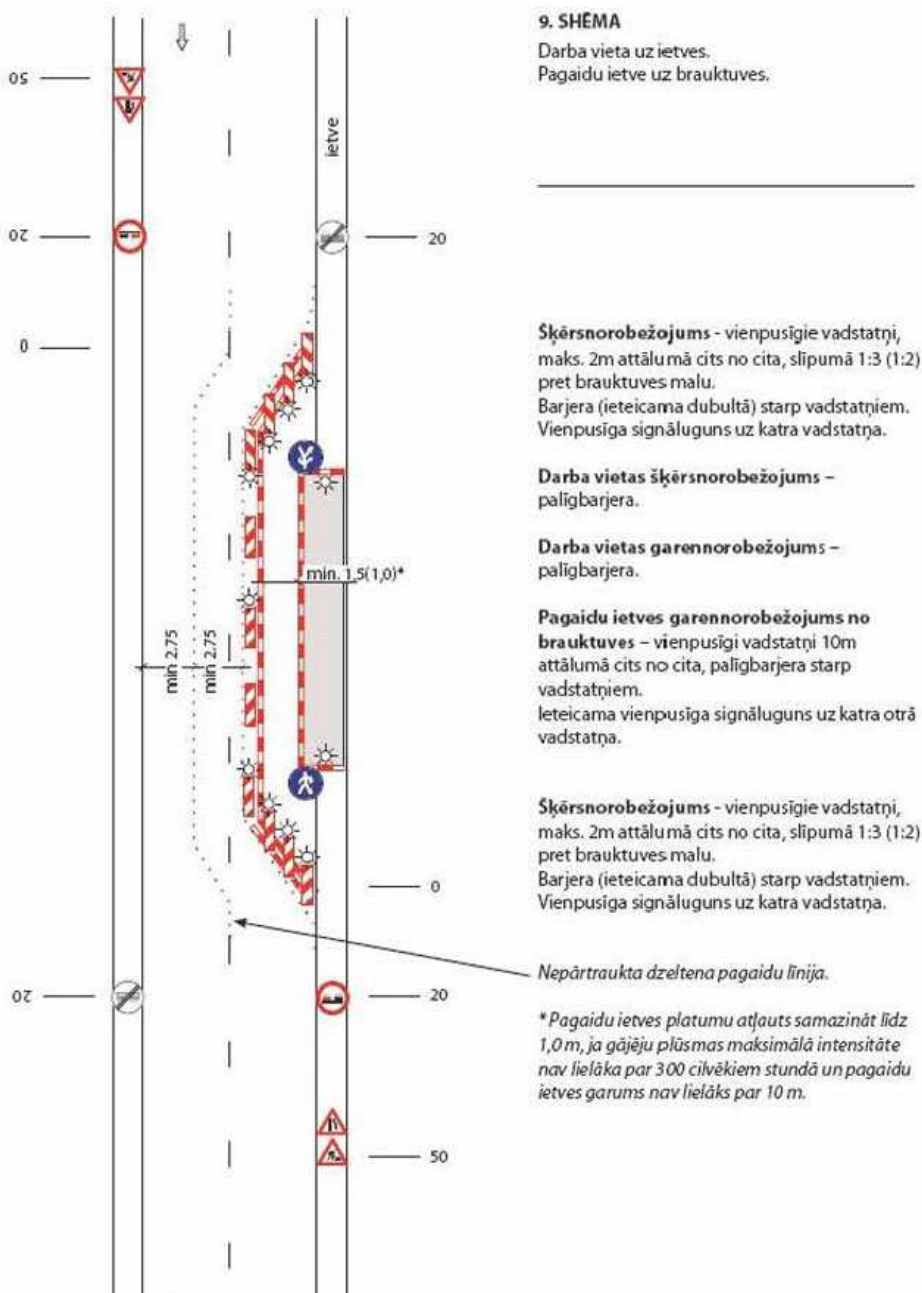 9. SHĒMA
Darba vieta uz ietves.
Pagaidu ietve uz brauktuves.
50
ietve
20
20
0
Šķērsnorobežojums - vienpusīgie vadstatņi,
maks. 2m attālumā cits no cita, slīpumā 1:3 (1:2)
pret brauktuves malu.
Barjera (ieteicama dubultā) starp vadstatņiem.
Vienpusīga signāluguns uz katra vadstatņa.
Darba vietas šķērsnorobežojums –
palīgbarjera.
Darba vietas garennorobežojums –
palīgbarjera.
min. 1,5(1,0)*
Pagaidu ietves garennorobežojums no
brauktuves – vienpusīgi vadstatņi 10m
attālumā cits no cita, palīgbarjera starp
vadstatņiem.
Ieteicama vienpusīga signāluguns uz katra otrā
vadstatņa.
min 2.75
min 2.75
Šķērsnorobežojums - vienpusīgie vadstatņi,
maks. 2m attālumā cits no cita, slīpumā 1:3 (1:2)
pret brauktuves malu.
Barjera (ieteicama dubultā) starp vadstatņiem.
Vienpusīga signāluguns uz katra vadstatņa.
0
Nepārtraukta dzeltena pagaidu līnija.
20
20
* Pagaidu ietves platumu atļauts samazināt līdz
1,0 m, ja gājēju plūsmas maksimālā intensitāte
nav lielāka par 300 cilvēkiem stundā un pagaidu
ietves garums nav lielāks par 10 m.
50